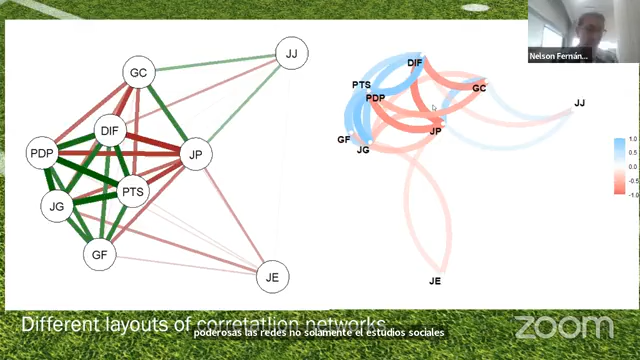 GC
JJ
DIF
PDP
JP
PTS
JG
GF
JE
DIF
PTS
GC
PDP
JJ
JP
GF
JG
JE
1.0
0.5
0.0
-0.5
-1.0
Nelson Fernán...
Different layouts of corretatlion networks
poderosas las redes no solamente el estudios sociales
zoom